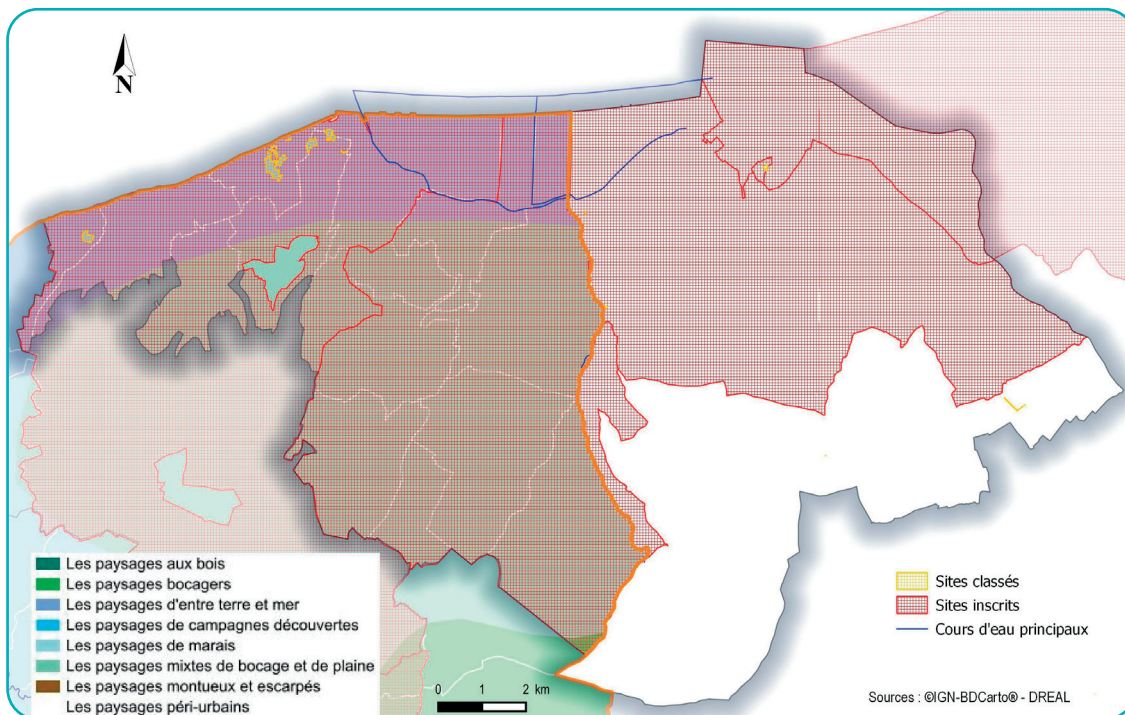 N
Les paysages aux bois
Les paysages bocagers
Les paysages d'entre terre et mer
Les paysages de campagnes découvertes
Les paysages de marais
Les paysages mixtes de bocage et de plaine
Les paysages montueux et escarpés
Les paysages péri-urbains
0 1 2 km
Sites classés
Sites inscrits
Cours d'eau principaux
Sources : ©IGN-BDCarto® - DREAL